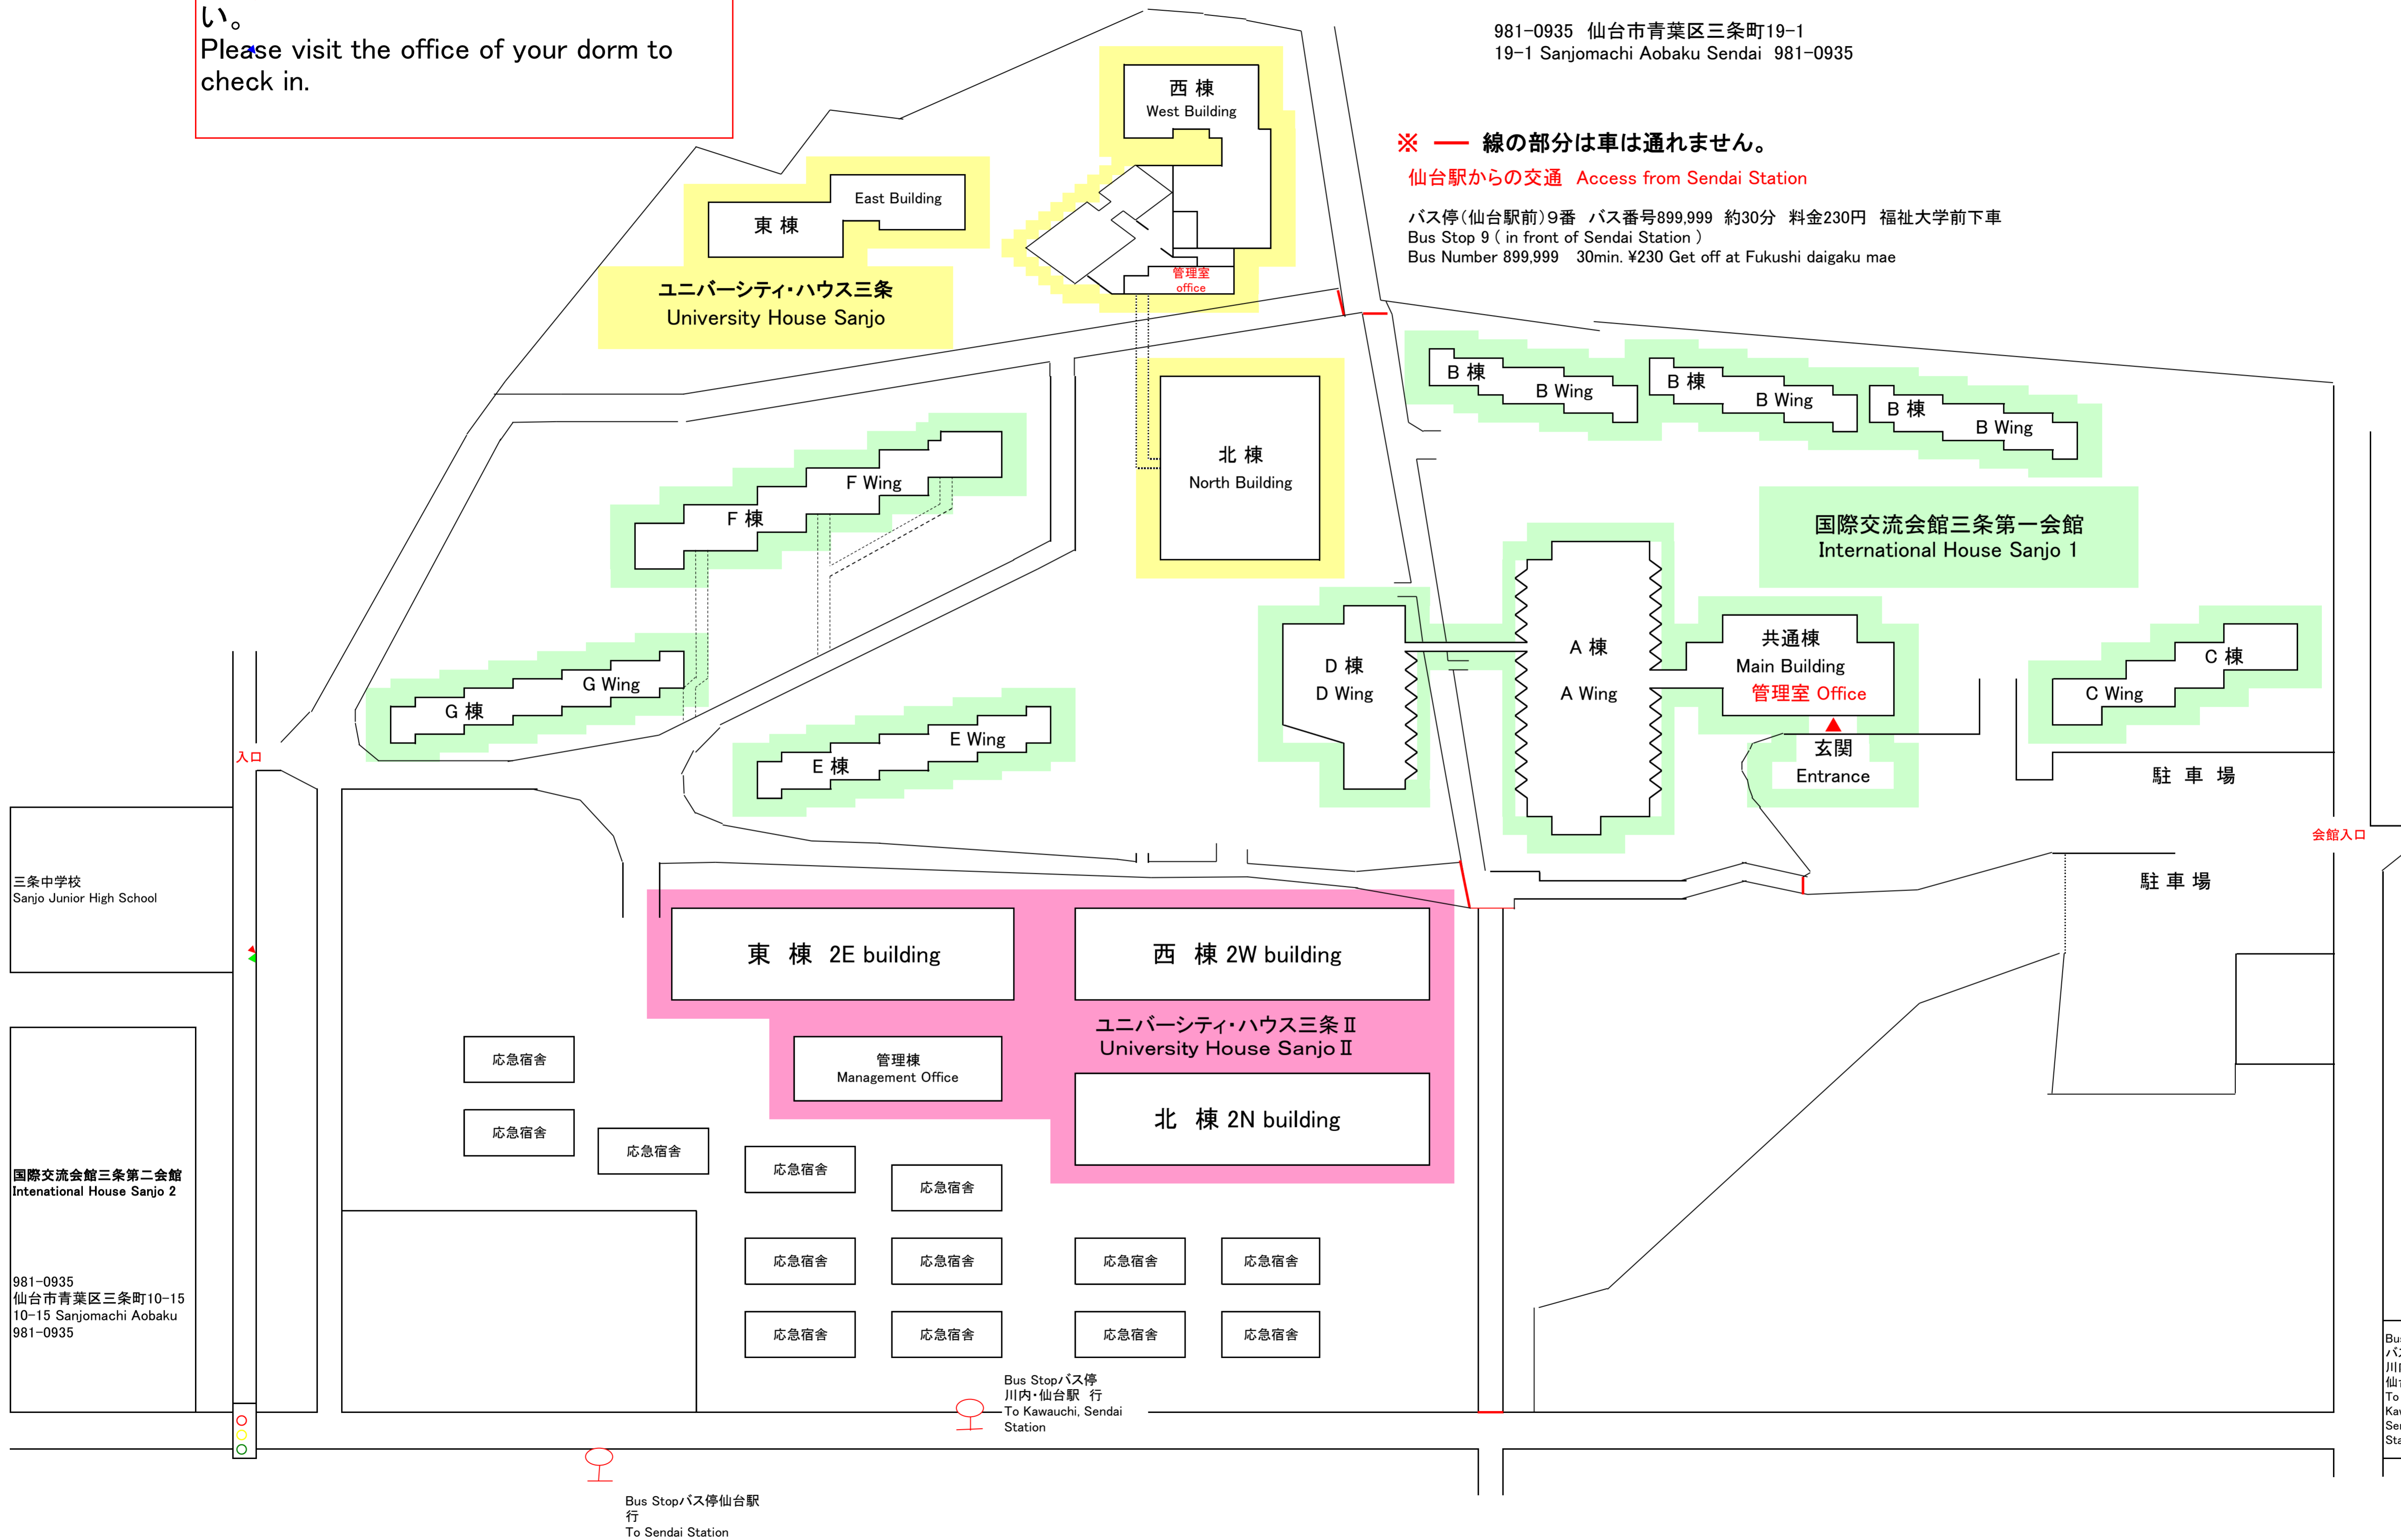 い。
Please visit the office of your dorm to
check in.
981-0935 仙台市青葉区三条町19-1
19-1 Sanjomachi Aobaku Sendai 981-0935
※ ― 線の部分は車は通れません。
仙台駅からの交通 Access from Sendai Station
バス停(仙台駅前)9番 バス番号899,999 約30分 料金230円 福祉大学前下車
Bus Stop 9 ( in front of Sendai Station )
Bus Number 899,999 30min. ¥230 Get off at Fukushi daigaku mae
西 棟
West Building
East Building
東 棟
管理室
office
ユニバーシティ・ハウス三条
University House Sanjo
北 棟
North Building
B 棟
B Wing
B 棟
B Wing
B 棟
B Wing
国際交流会館三条第一会館
International House Sanjo 1
F Wing
F 棟
G Wing
G 棟
E Wing
E 棟
D 棟
D Wing
A 棟
A Wing
共通棟
Main Building
管理室 Office
玄関
Entrance
C 棟
C Wing
駐 車 場
会館入口
駐 車 場
入口
三条中学校
Sanjo Junior High School
東 棟 2E building
西 棟 2W building
ユニバーシティ・ハウス三条Ⅱ
University House SanjoⅡ
管理棟
Management Office
北 棟 2N building
応急宿舎
応急宿舎
応急宿舎
応急宿舎
応急宿舎
応急宿舎
応急宿舎
応急宿舎
応急宿舎
応急宿舎
応急宿舎
応急宿舎
応急宿舎
国際交流会館三条第二会館
Intenational House Sanjo 2
981-0935
仙台市青葉区三条町10-15
10-15 Sanjomachi Aobaku
981-0935
Bus Stopバス停
川内・仙台駅 行
To Kawauchi, Sendai
Station
Bus Stopバス停仙台駅
行
To Sendai Station
To